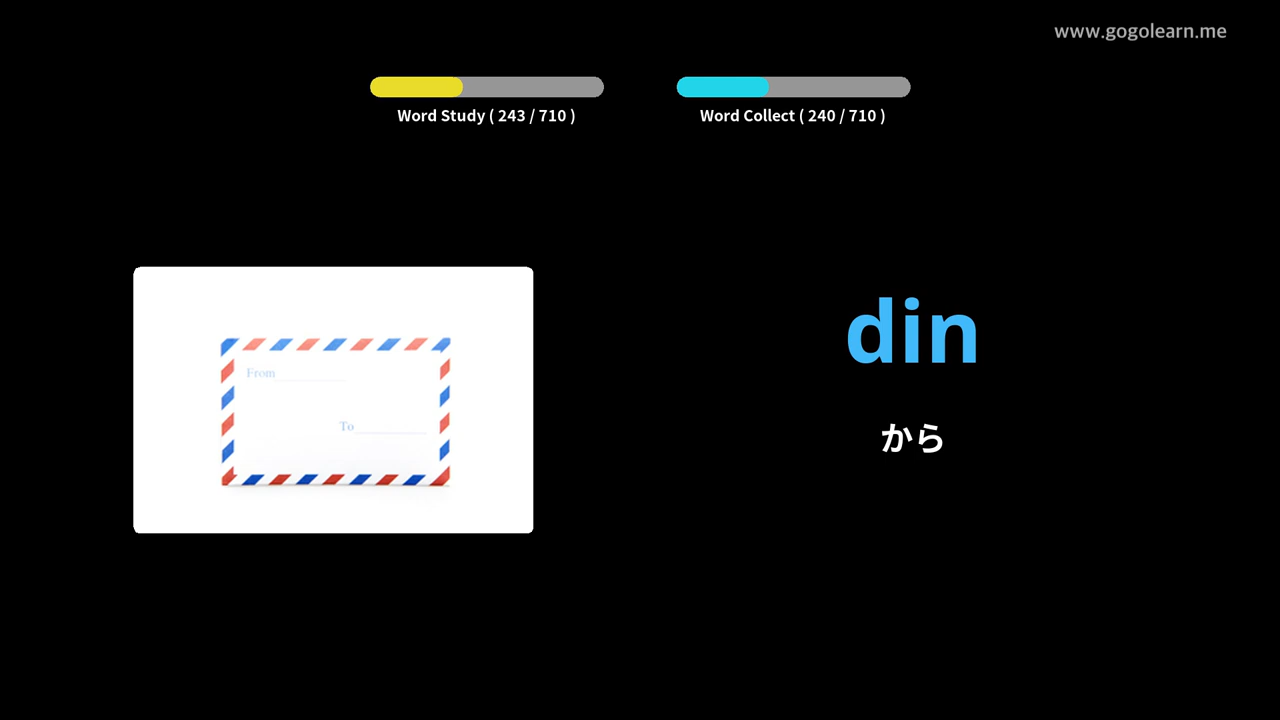 www.gogolearn.me
Word Study ( 243 / 710 )
Word Collect ( 240 / 710 )
From
To
din
から